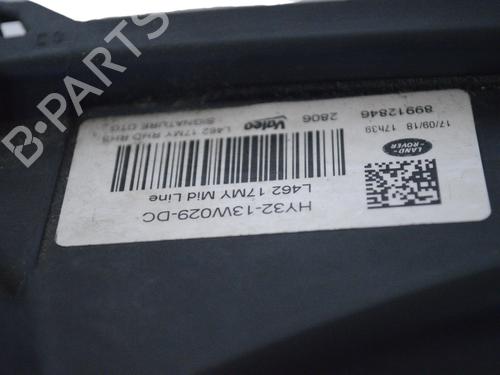 HY32-13W029-DC
L462 17MY Mid Line
LAND-
ROVER
17/09/18 17h39
89912846
2806
Valeo
L462 17MY RHD RHS
SIGNATURE DTG
B-PARTS